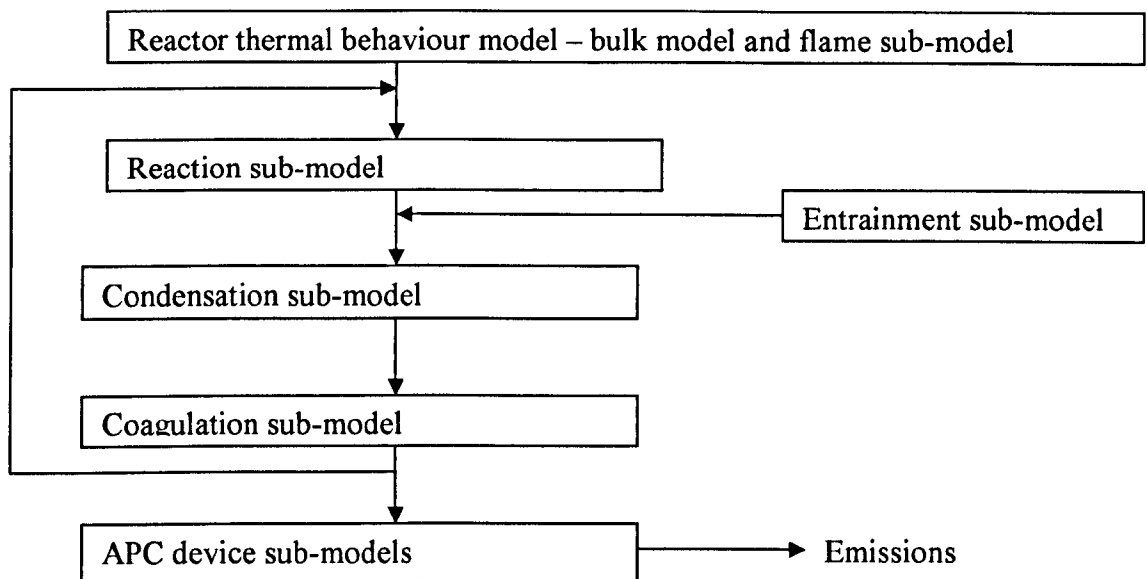 Reactor thermal behaviour model – bulk model and flame sub-model
Reaction sub-model
Entrainment sub-model
Condensation sub-model
Coagulation sub-model
APC device sub-models
Emissions